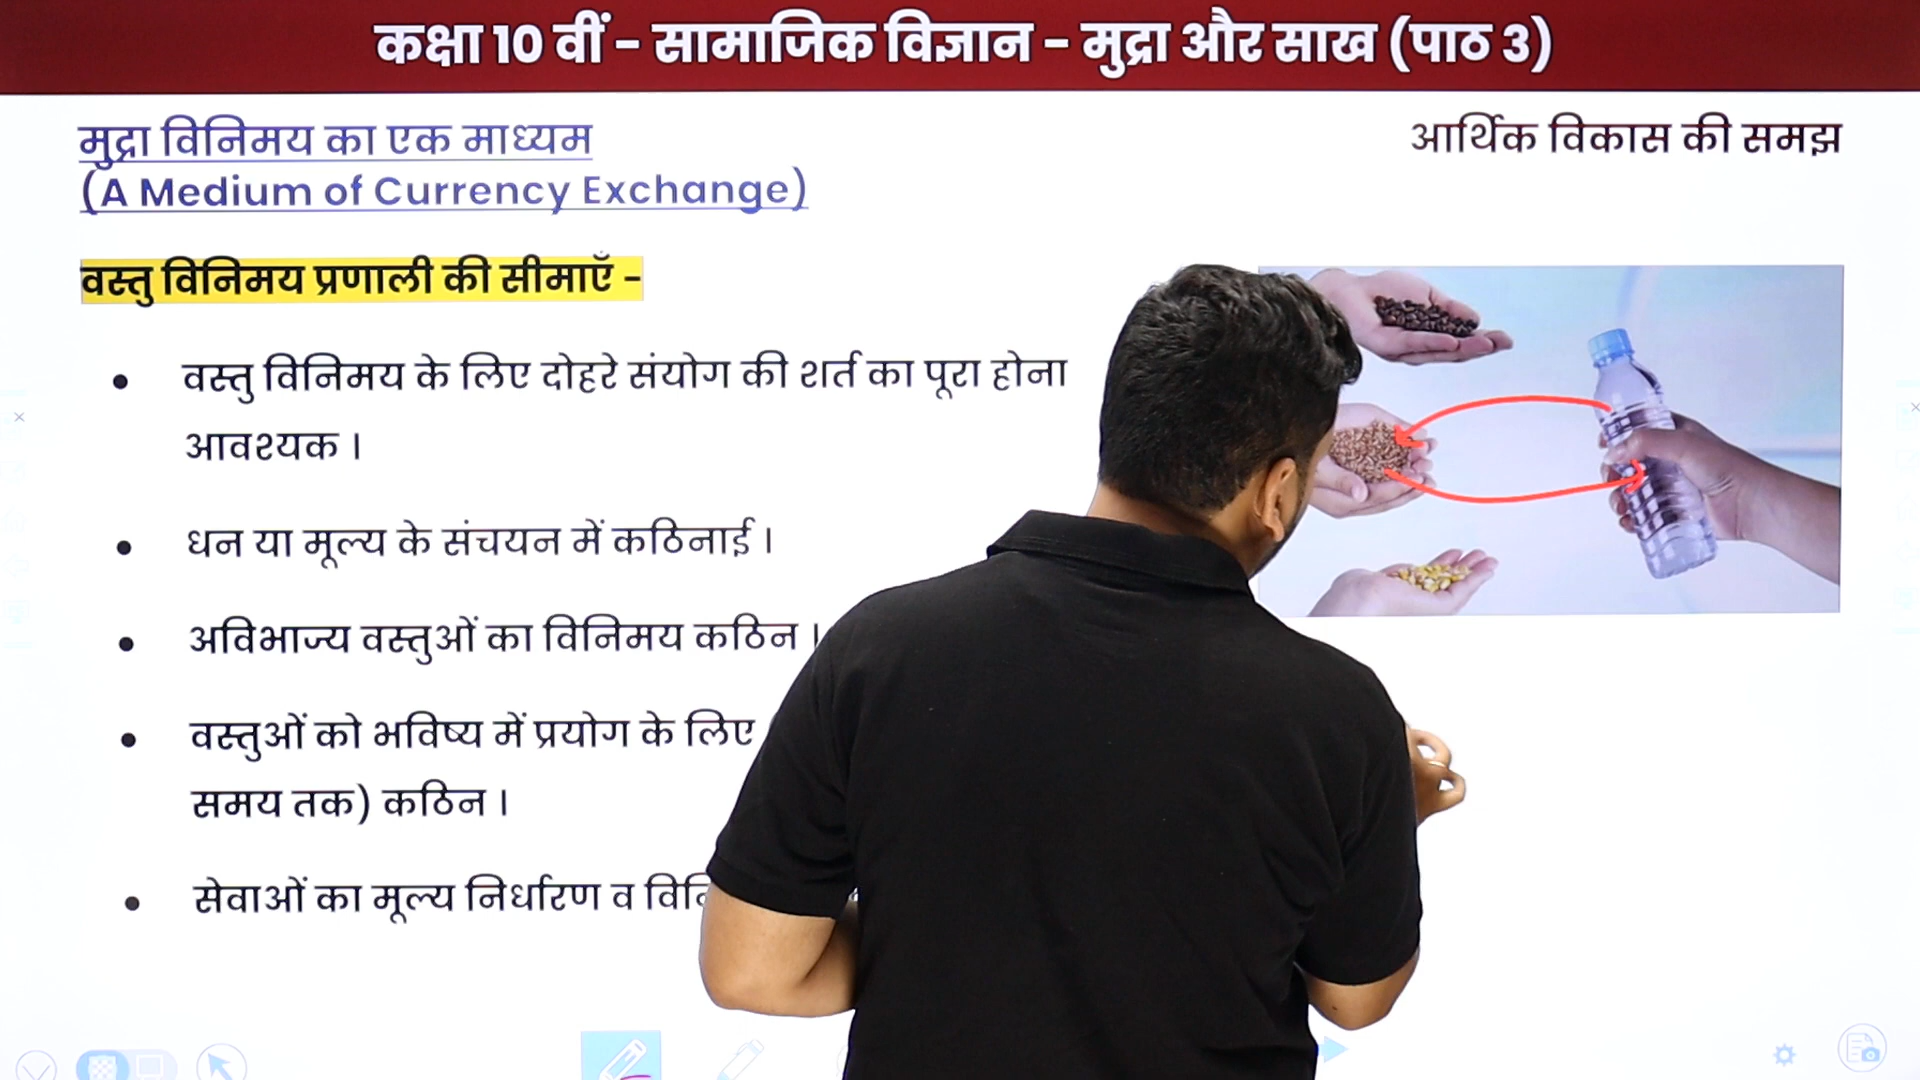 कक्षा 10 वीं - सामाजिक विज्ञान - मुद्रा और साख (पाठ 3)
मुद्रा विनिमय का एक माध्यम
(A Medium of Currency Exchange)
आर्थिक विकास की समझ
वस्तु विनिमय प्रणाली की सीमाएँ -
• वस्तु विनिमय के लिए दोहरे संयोग की शर्त का पूरा होना
आवश्यक ।
• धन या मूल्य के संचयन में कठिनाई ।
• अविभाज्य वस्तुओं का विनिमय कठिन ।
• वस्तुओं को भविष्य में प्रयोग के लिए
समय तक) कठिन ।
• सेवाओं का मूल्य निर्धारण व